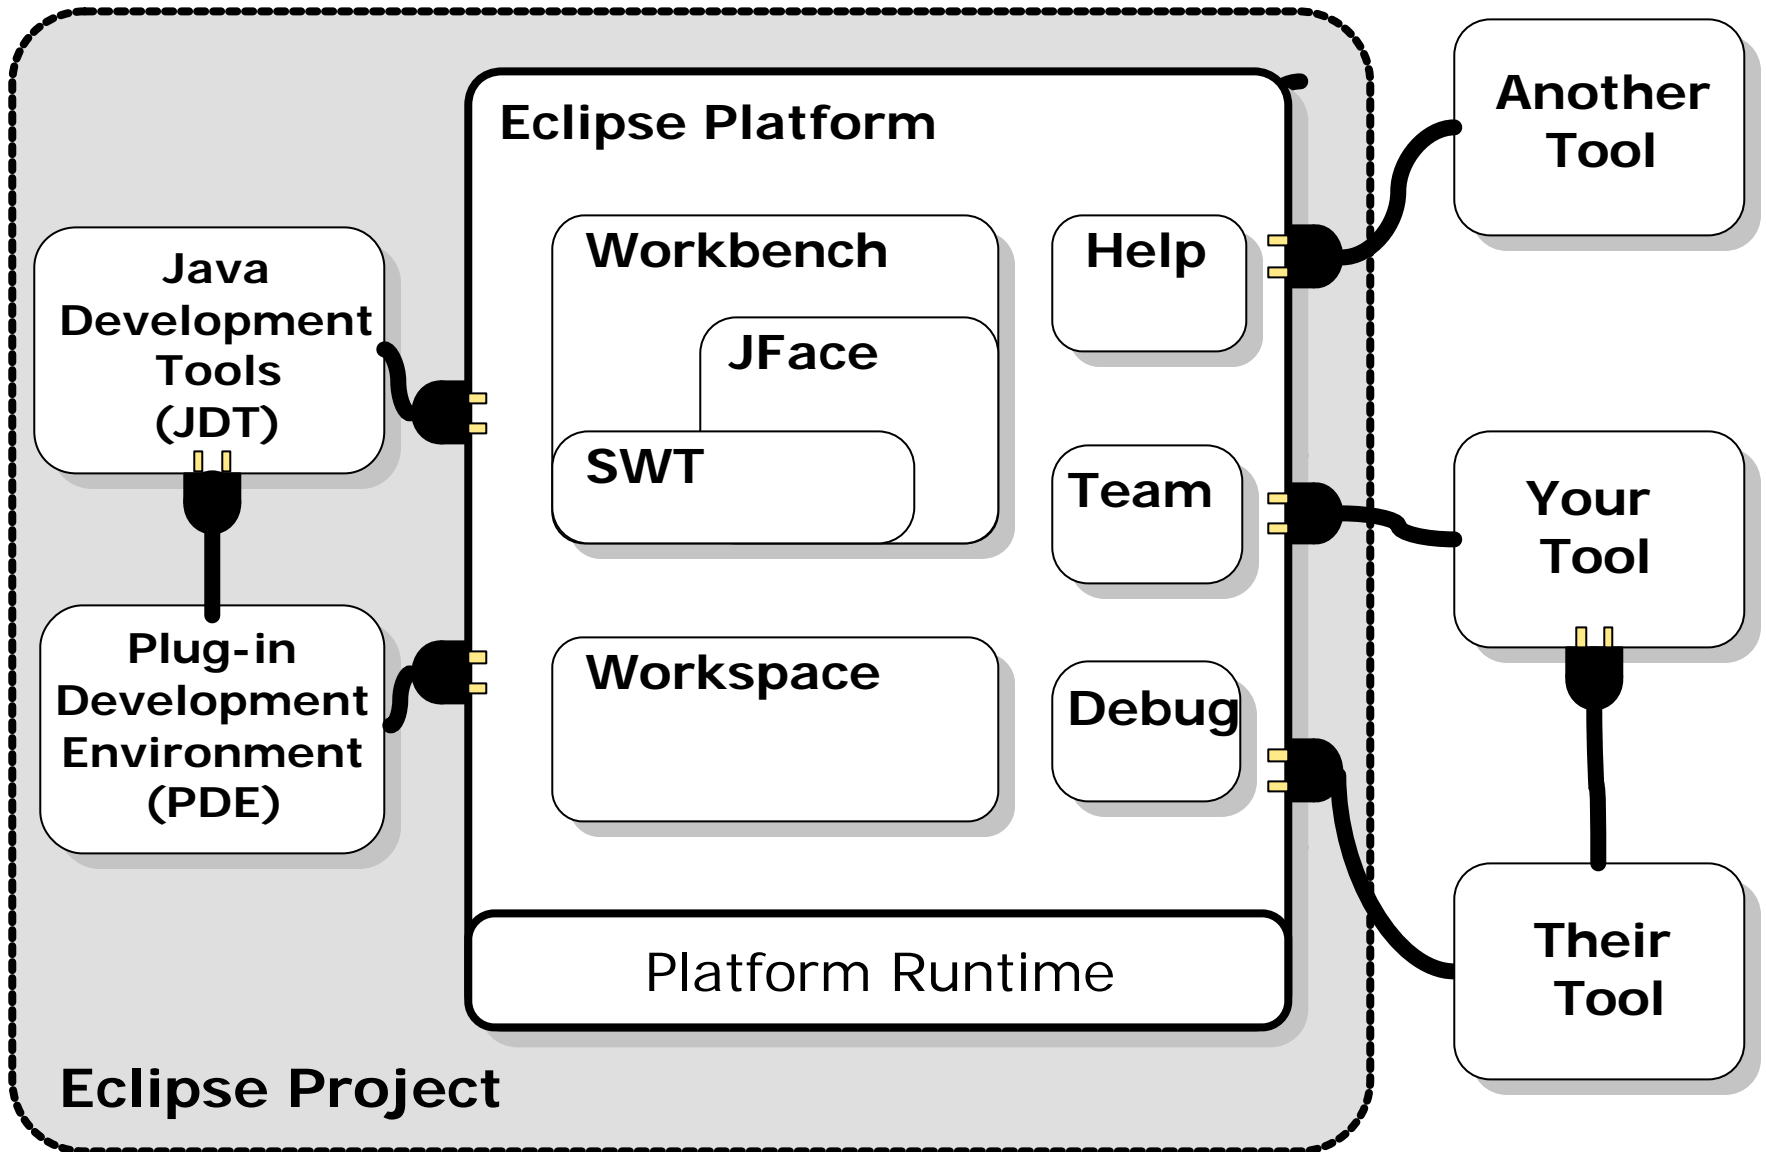 Eclipse Platform
Workbench
JFace
SWT
Workspace
Help
Team
Debug
Platform Runtime
Java
Development
Tools
(JDT)
Plug-in
Development
Environment
(PDE)
Eclipse Project
Another
Tool
Your
Tool
Their
Tool